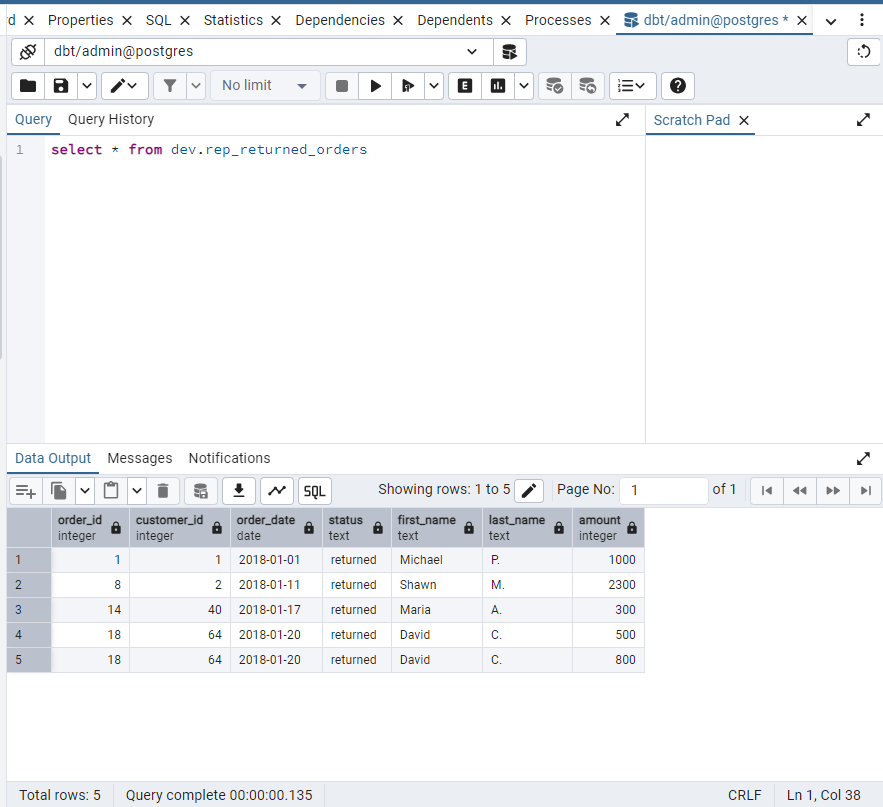 d Properties SQL Statistics Dependencies Dependents Processes dbt/admin@postgres *
dbt/admin@postgres
No limit E
Query Query History Scratch Pad
1 select * from dev.rep_returned_orders
Data Output Messages Notifications
SQL Showing rows: 1 to 5 Page No: 1 of 1
order_id customer_id order_date status first_name last_name amount
integer integer date text text text integer
1 1 1 2018-01-01 returned Michael P. 1000
2 8 2 2018-01-11 returned Shawn M. 2300
3 14 40 2018-01-17 returned Maria A. 300
4 18 64 2018-01-20 returned David C. 500
5 18 64 2018-01-20 returned David C. 800
Total rows: 5 Query complete 00:00:00.135 CRLF Ln 1, Col 38